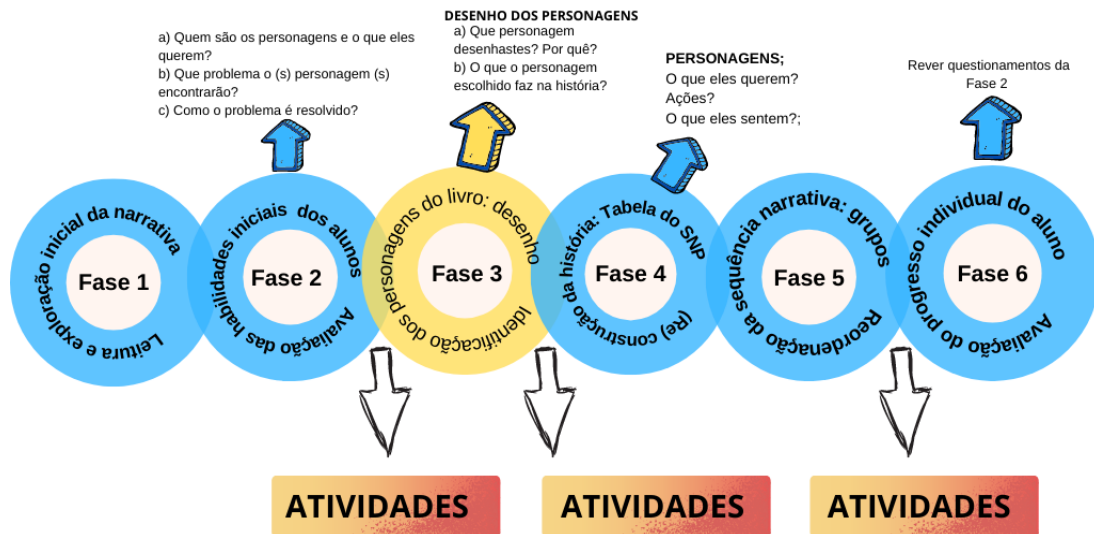 a) Quem são os personagens e o que eles
querem?
b) Que problema o (s) personagem (s)
encontrarão?
c) Como o problema é resolvido?
DESENHO DOS PERSONAGENS
a) Que personagem
desenhastes? Por quê?
b) O que o personagem
escolhido faz na história?
PERSONAGENS;
O que eles querem?
Ações?
O que eles sentem?;
Rever questionamentos da
Fase 2
Leitura e exploração inicial da narrativa
Fase 1
Avaliação das habilidades iniciais dos alunos
Fase 2
Identificação dos personagens do livro: desenho
Fase 3
(Re) construção da história: Tabela do SNP
Fase 4
Reordenação da sequência narrativa: grupos
Fase 5
Avaliação do progresso individual do aluno
Fase 6
ATIVIDADES
ATIVIDADES
ATIVIDADES